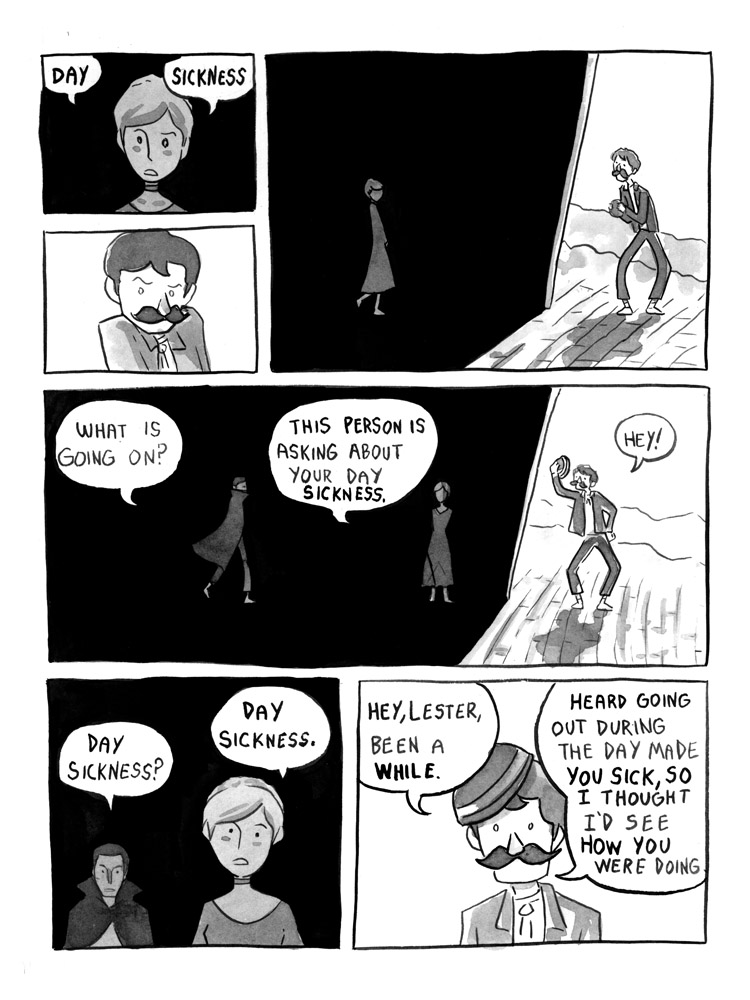 DAY
SICKNESS
WHAT IS
GOING ON?
THIS PERSON IS
ASKING ABOUT
YOUR DAY
SICKNESS.
HEY!
DAY
SICKNESS?
DAY
SICKNESS.
HEY, LESTER,
BEEN A
WHILE.
HEARD GOING
OUT DURING
THE DAY MADE
YOU SICK, SO
I THOUGHT
I'D SEE
HOW YOU
WERE DOING